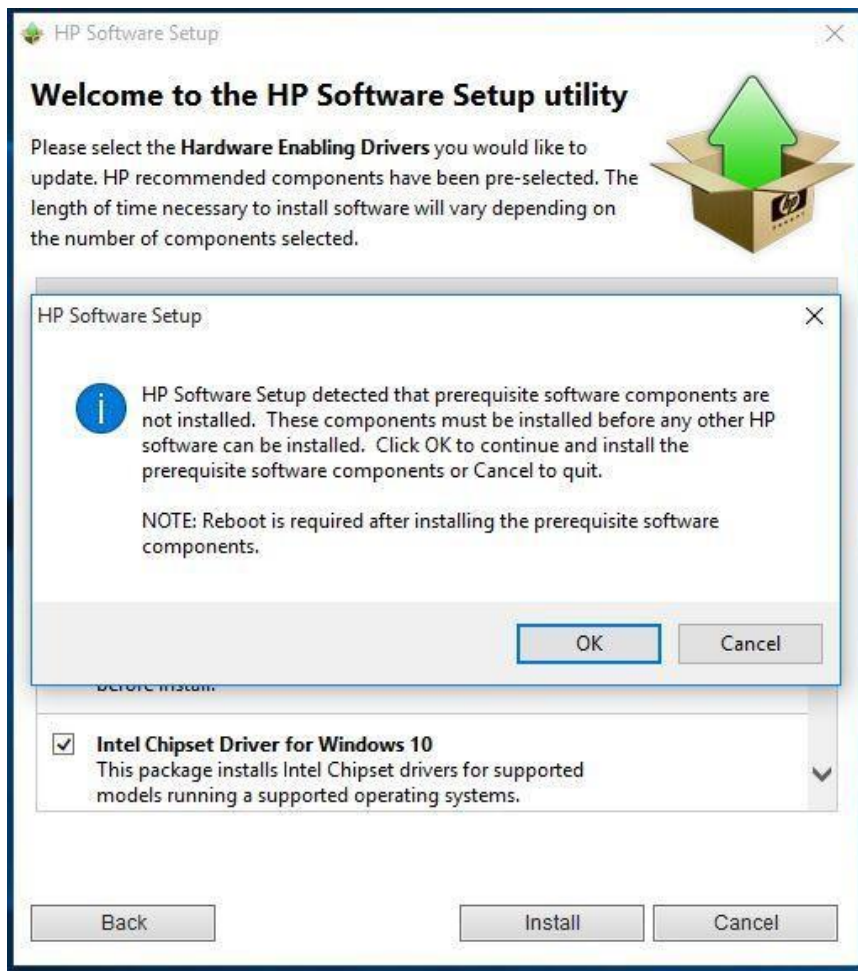 HP Software Setup
Welcome to the HP Software Setup utility
Please select the Hardware Enabling Drivers you would like to
update. HP recommended components have been pre-selected. The
length of time necessary to install software will vary depending on
the number of components selected.
hp
HP Software Setup
HP Software Setup detected that prerequisite software components are
not installed. These components must be installed before any other HP
software can be installed. Click OK to continue and install the
prerequisite software components or Cancel to quit.
NOTE: Reboot is required after installing the prerequisite software
components.
OK Cancel
before install.
Intel Chipset Driver for Windows 10
This package installs Intel Chipset drivers for supported
models running a supported operating systems.
Back Install Cancel